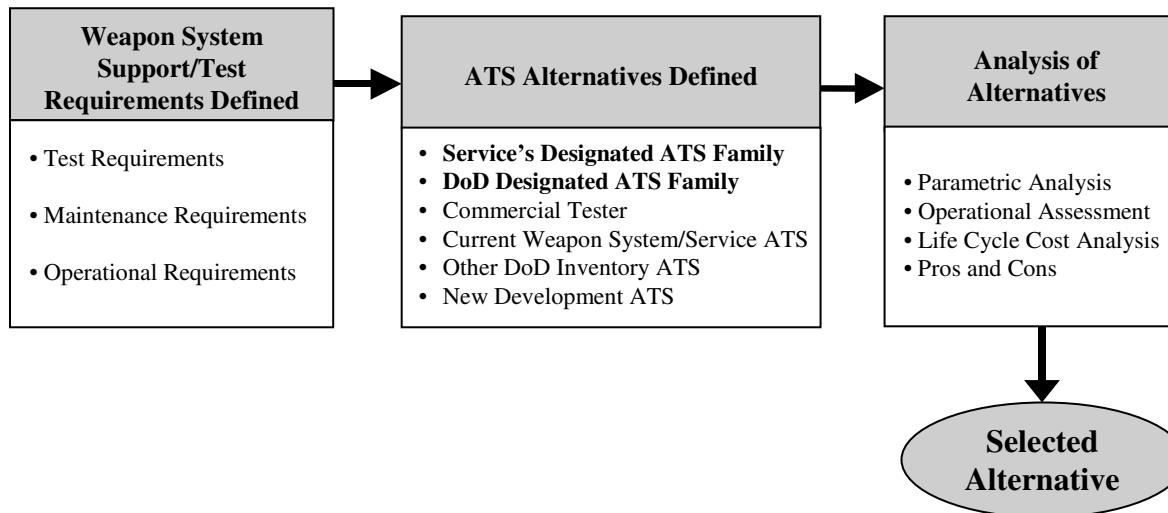 Weapon System
Support/Test
Requirements Defined
• Test Requirements
• Maintenance Requirements
• Operational Requirements
ATS Alternatives Defined
• Service’s Designated ATS Family
• DoD Designated ATS Family
• Commercial Tester
• Current Weapon System/Service ATS
• Other DoD Inventory ATS
• New Development ATS
Analysis of
Alternatives
• Parametric Analysis
• Operational Assessment
• Life Cycle Cost Analysis
• Pros and Cons
Selected
Alternative